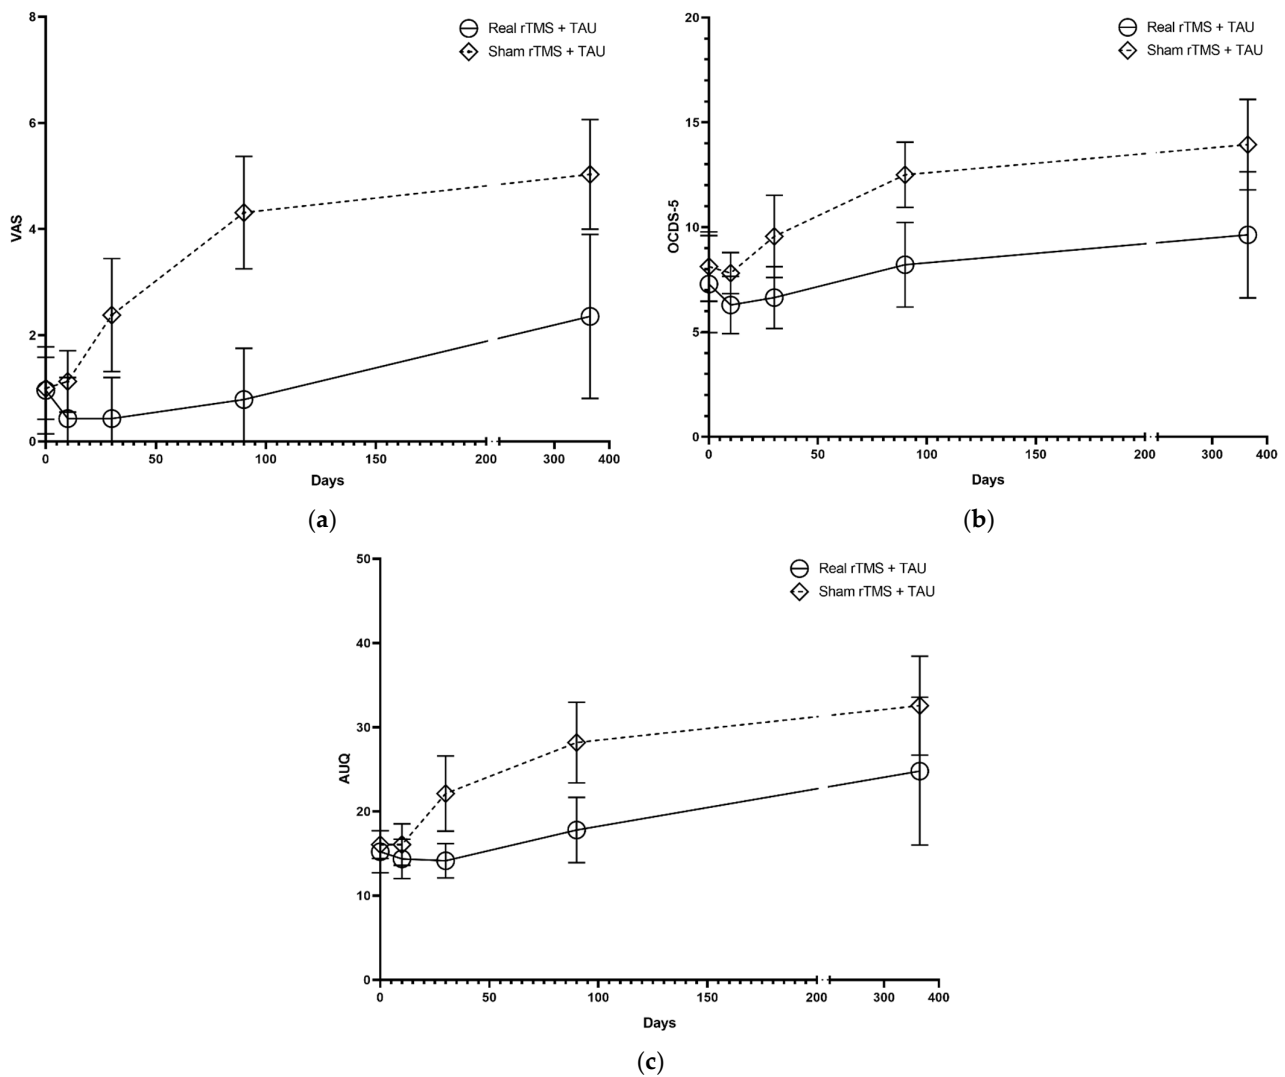 Real rTMS + TAU
Sham rTMS + TAU
8
6
4
2
0
VAS
0 50 100 150 200 300 400
Days
(a)
Real rTMS + TAU
Sham rTMS + TAU
20
15
10
5
0
OCDS-5
0 50 100 150 200 300 400
Days
(b)
Real rTMS + TAU
Sham rTMS + TAU
50
40
30
20
10
0
AUQ
0 50 100 150 200 300 400
Days
(c)